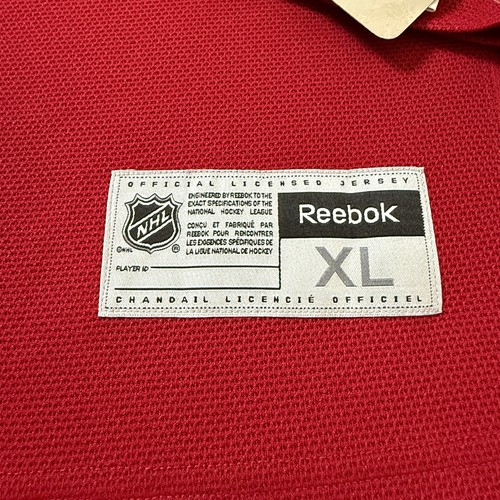 OFFICIAL LICENSED JERSEY
NHL
©NHL
®
ENGINEERED BY REEBOK TO THE
EXACT SPECIFICATIONS OF THE
NATIONAL HOCKEY LEAGUE
CONÇU ET FABRIQUÉ PAR
REEBOK POUR RENCONTRER
LES EXIGENCES SPÉCIFIQUES DE
LA LIGUE NATIONALE DE HOCKEY
PLAYER ID
Reebok
XL
CHANDAIL LICENCIÉ OFFICIEL